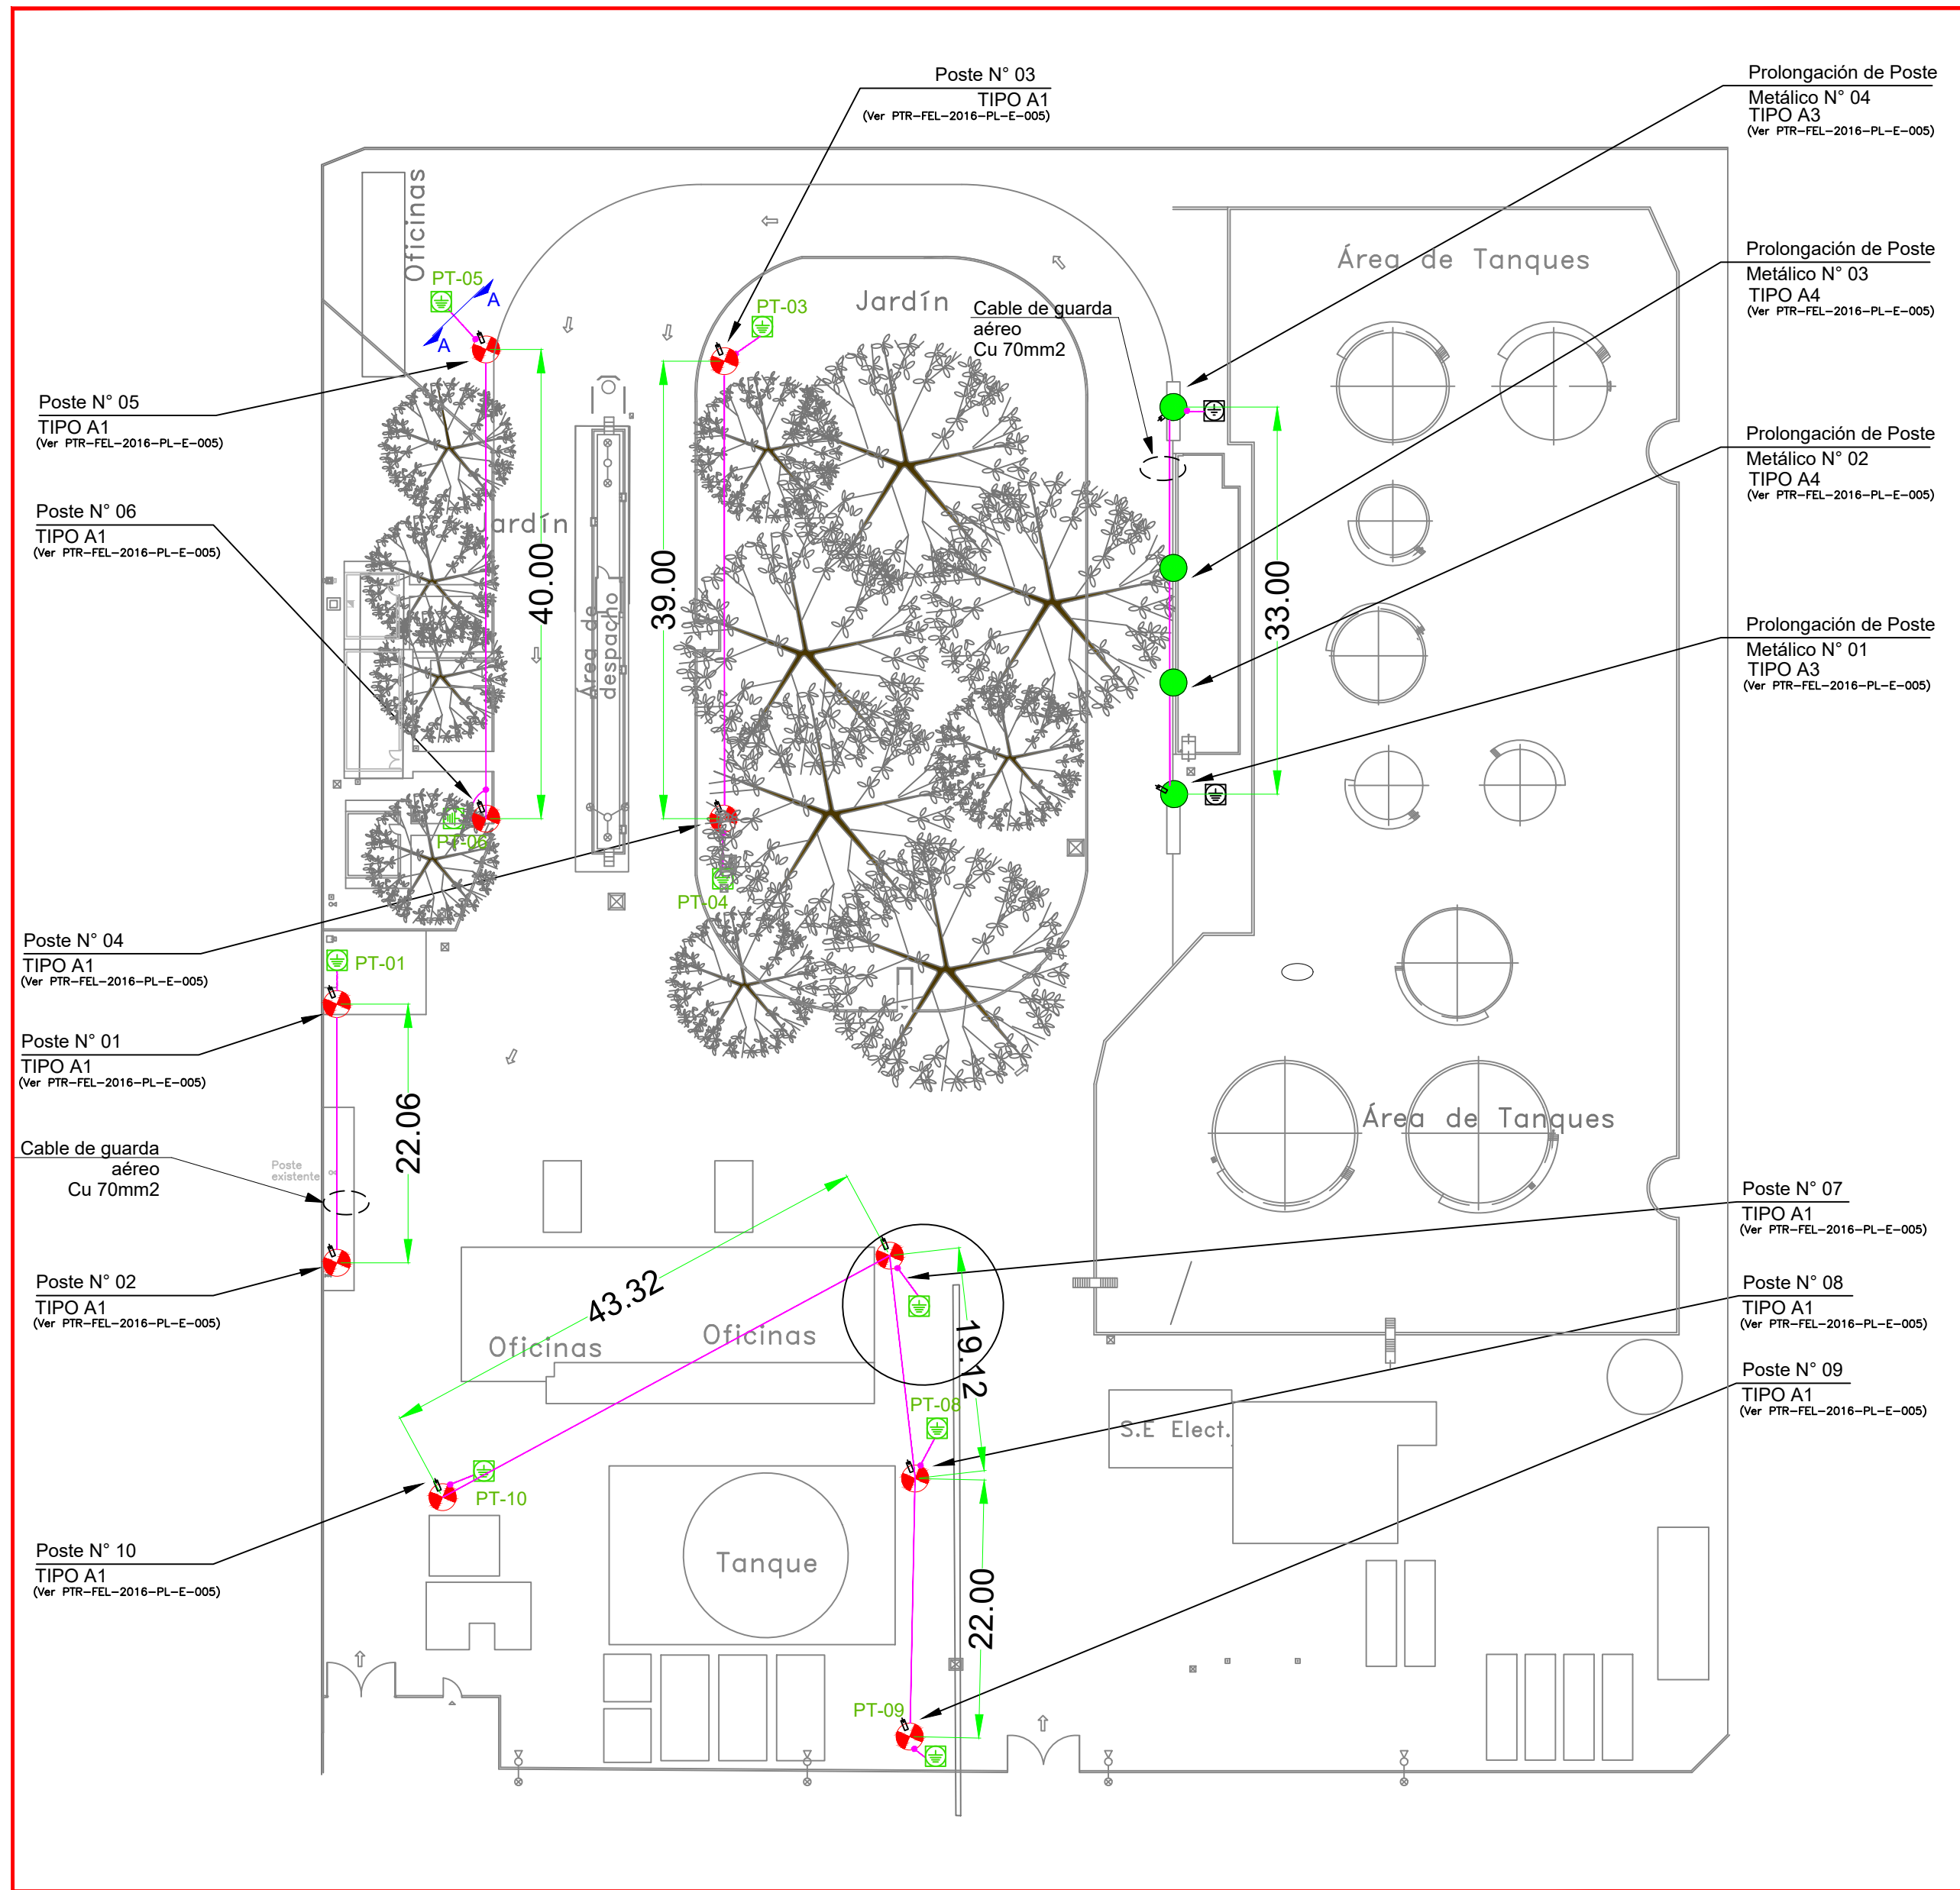 Poste N° 03
TIPO A1
(Ver PTR-FEL-2016-PL-E-005)
Prolongación de Poste
Metálico N° 04
TIPO A3
(Ver PTR-FEL-2016-PL-E-005)
Oficinas
Área de Tanques
Prolongación de Poste
Metálico N° 03
TIPO A4
(Ver PTR-FEL-2016-PL-E-005)
PT-05
A
A
PT-03
Jardín
Cable de guarda
aéreo
Cu 70mm2
Poste N° 05
TIPO A1
(Ver PTR-FEL-2016-PL-E-005)
Prolongación de Poste
Metálico N° 02
TIPO A4
(Ver PTR-FEL-2016-PL-E-005)
Poste N° 06
TIPO A1
(Ver PTR-FEL-2016-PL-E-005)
Jardín
40.00
39.00
33.00
Área de
despacho
Prolongación de Poste
Metálico N° 01
TIPO A3
(Ver PTR-FEL-2016-PL-E-005)
PT-06
PT-04
Poste N° 04
TIPO A1
(Ver PTR-FEL-2016-PL-E-005)
PT-01
Poste N° 01
TIPO A1
(Ver PTR-FEL-2016-PL-E-005)
22.06
Área de Tanques
Cable de guarda
aéreo
Cu 70mm2
Poste
existente
Poste N° 07
TIPO A1
(Ver PTR-FEL-2016-PL-E-005)
Poste N° 02
TIPO A1
(Ver PTR-FEL-2016-PL-E-005)
43.32
Oficinas
Oficinas
19.12
Poste N° 08
TIPO A1
(Ver PTR-FEL-2016-PL-E-005)
Poste N° 09
TIPO A1
(Ver PTR-FEL-2016-PL-E-005)
PT-08
S.E Elect.
PT-10
Poste N° 10
TIPO A1
(Ver PTR-FEL-2016-PL-E-005)
Tanque
22.00
PT-09